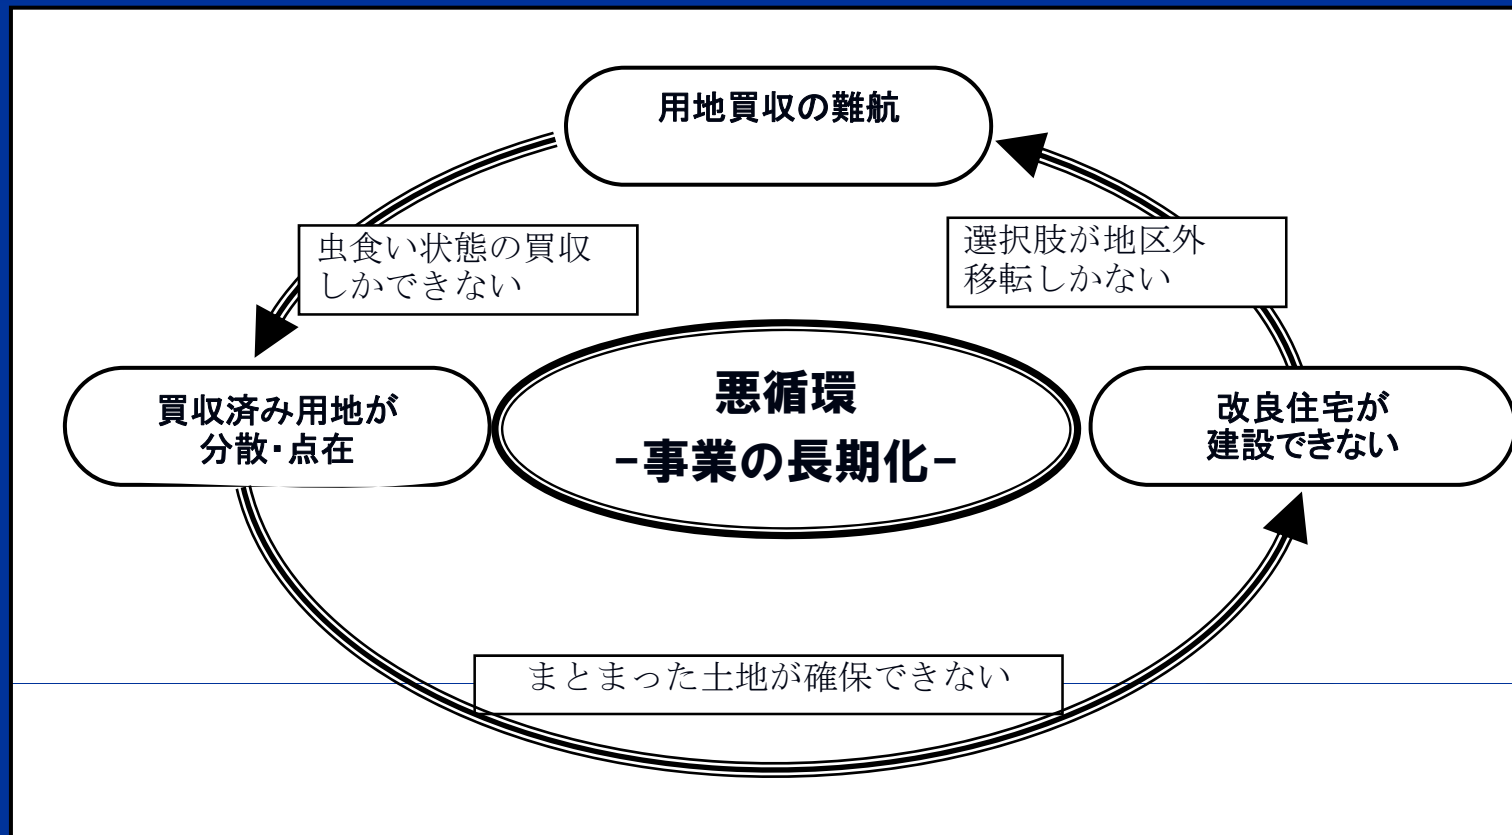 用地買収の難航
虫食い状態の買収
しかできない
選択肢が地区外
移転しかない
買収済み用地が
分散・点在
悪循環
−事業の長期化−
改良住宅が
建設できない
まとまった土地が確保できない